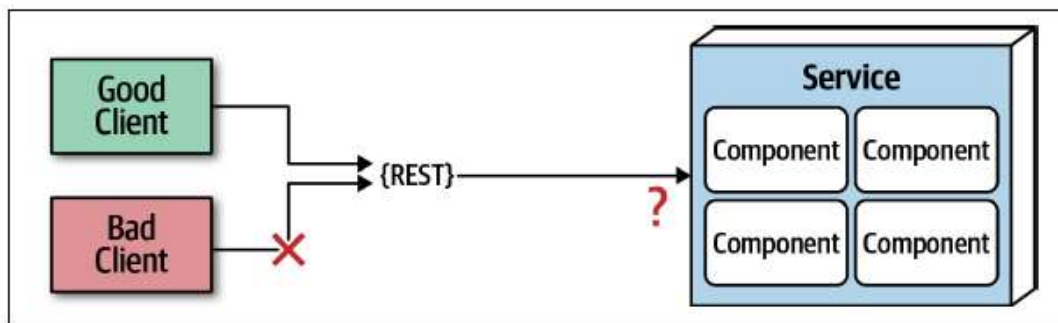 Good
Client
Bad
Client
{REST}
?
Service
Component Component
Component Component